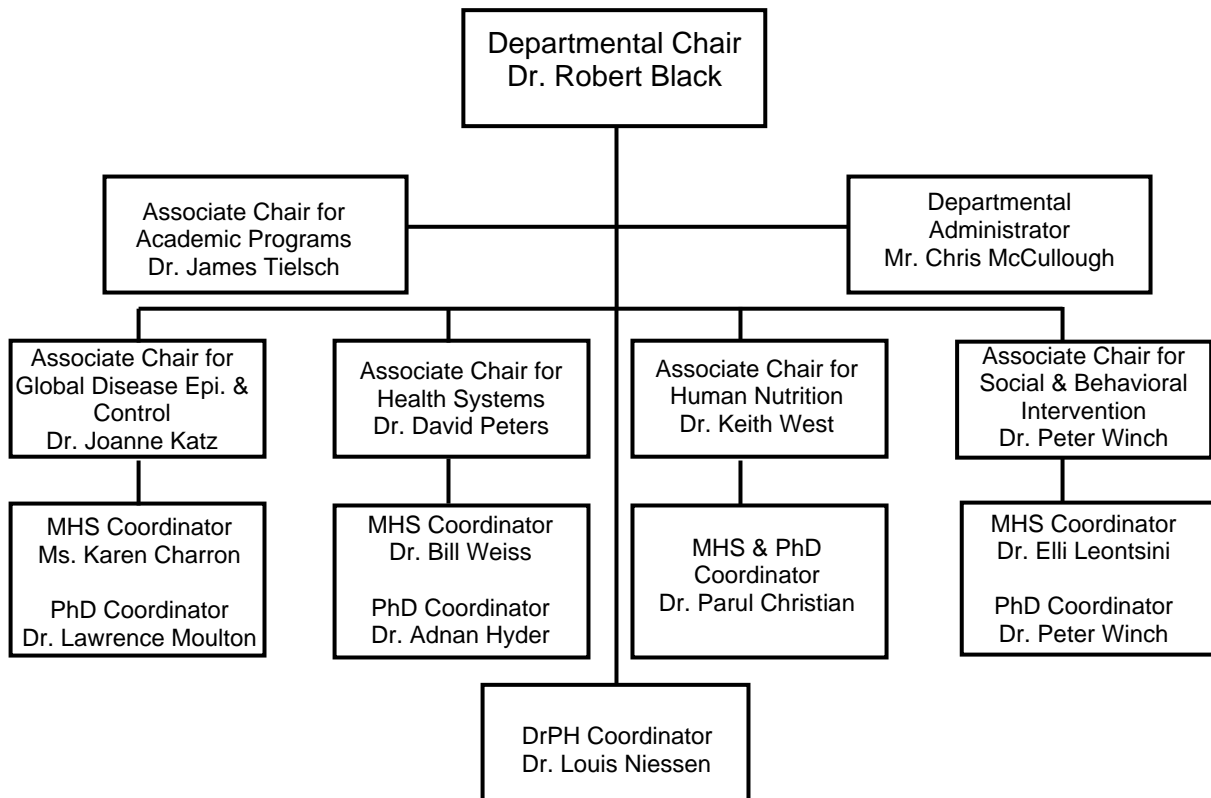 Departmental Chair
Dr. Robert Black
Associate Chair for
Academic Programs
Dr. James Tielsch
Departmental
Administrator
Mr. Chris McCullough
Associate Chair for
Global Disease Epi. &
Control
Dr. Joanne Katz
Associate Chair for
Health Systems
Dr. David Peters
Associate Chair for
Human Nutrition
Dr. Keith West
Associate Chair for
Social & Behavioral
Intervention
Dr. Peter Winch
MHS Coordinator
Ms. Karen Charron
PhD Coordinator
Dr. Lawrence Moulton
MHS Coordinator
Dr. Bill Weiss
PhD Coordinator
Dr. Adnan Hyder
MHS & PhD
Coordinator
Dr. Parul Christian
MHS Coordinator
Dr. Elli Leontsini
PhD Coordinator
Dr. Peter Winch
DrPH Coordinator
Dr. Louis Niessen